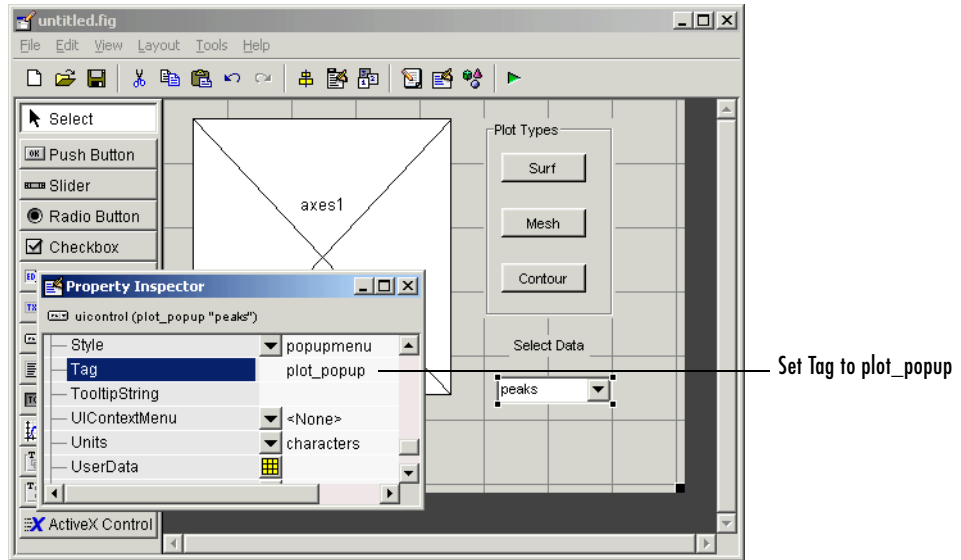 untitled.fig
File Edit View Layout Tools Help
Select
OK Push Button
Slider
Radio Button
Checkbox
ActiveX Control
axes1
Plot Types
Surf
Mesh
Contour
Select Data
peaks
Property Inspector
uicontrol (plot_popup "peaks")
Style popupmenu
Tag plot_popup
TooltipString
UIContextMenu <None>
Units characters
UserData
Set Tag to plot_popup